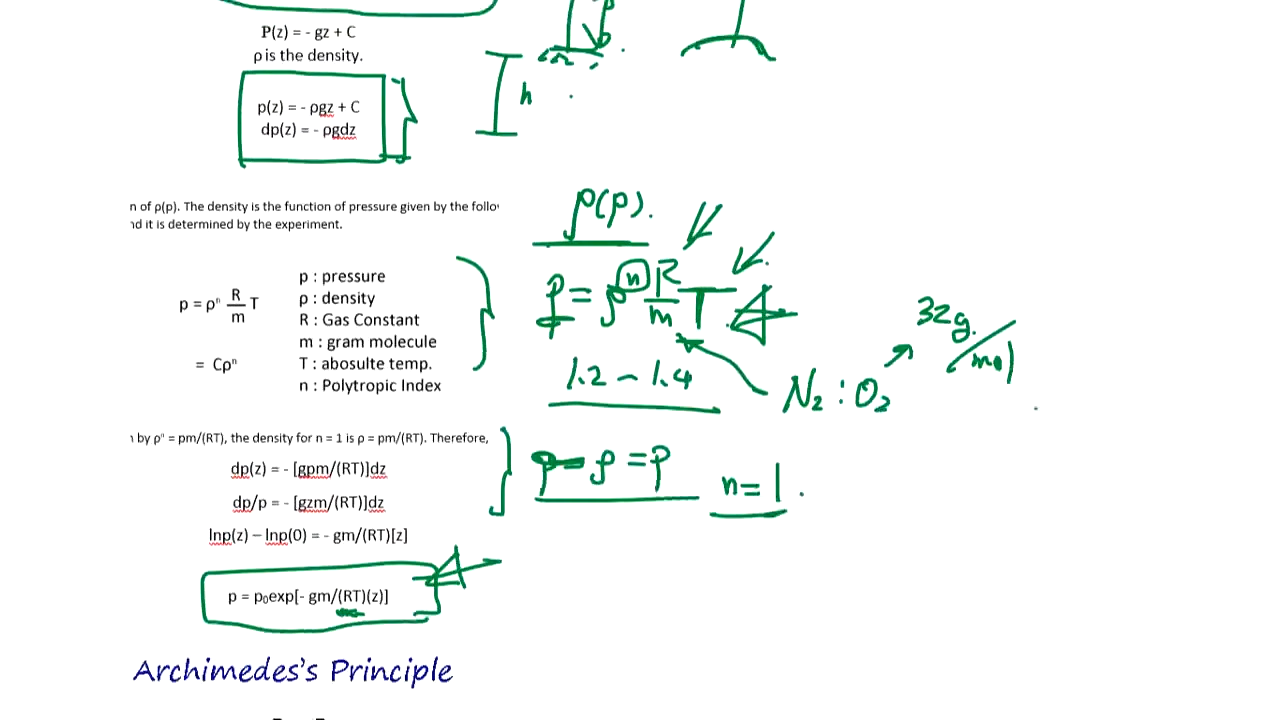 P(z) = - gz + C
ρ is the density.
p(z) = - ρgz + C
dp(z) = - ρgdz
h
n of ρ(p). The density is the function of pressure given by the follo
nd it is determined by the experiment.
ρ(p).
p = ρⁿ R/m T
= Cρⁿ
p : pressure
ρ : density
R : Gas Constant
m : gram molecule
T : abosulte temp.
n : Polytropic Index
p = ρⁿ R/m T
1.2 ~ 1.4
N₂ : O₂
32g/mol
by ρⁿ = pm/(RT), the density for n = 1 is ρ = pm/(RT). Therefore,
dp(z) = - [gpm/(RT)]dz
dp/p = - [gzm/(RT)]dz
lnp(z) – lnp(0) = - gm/(RT)[z]
ρ = p
n = 1.
p = p₀exp[- gm/(RT)(z)]
Archimedes's Principle